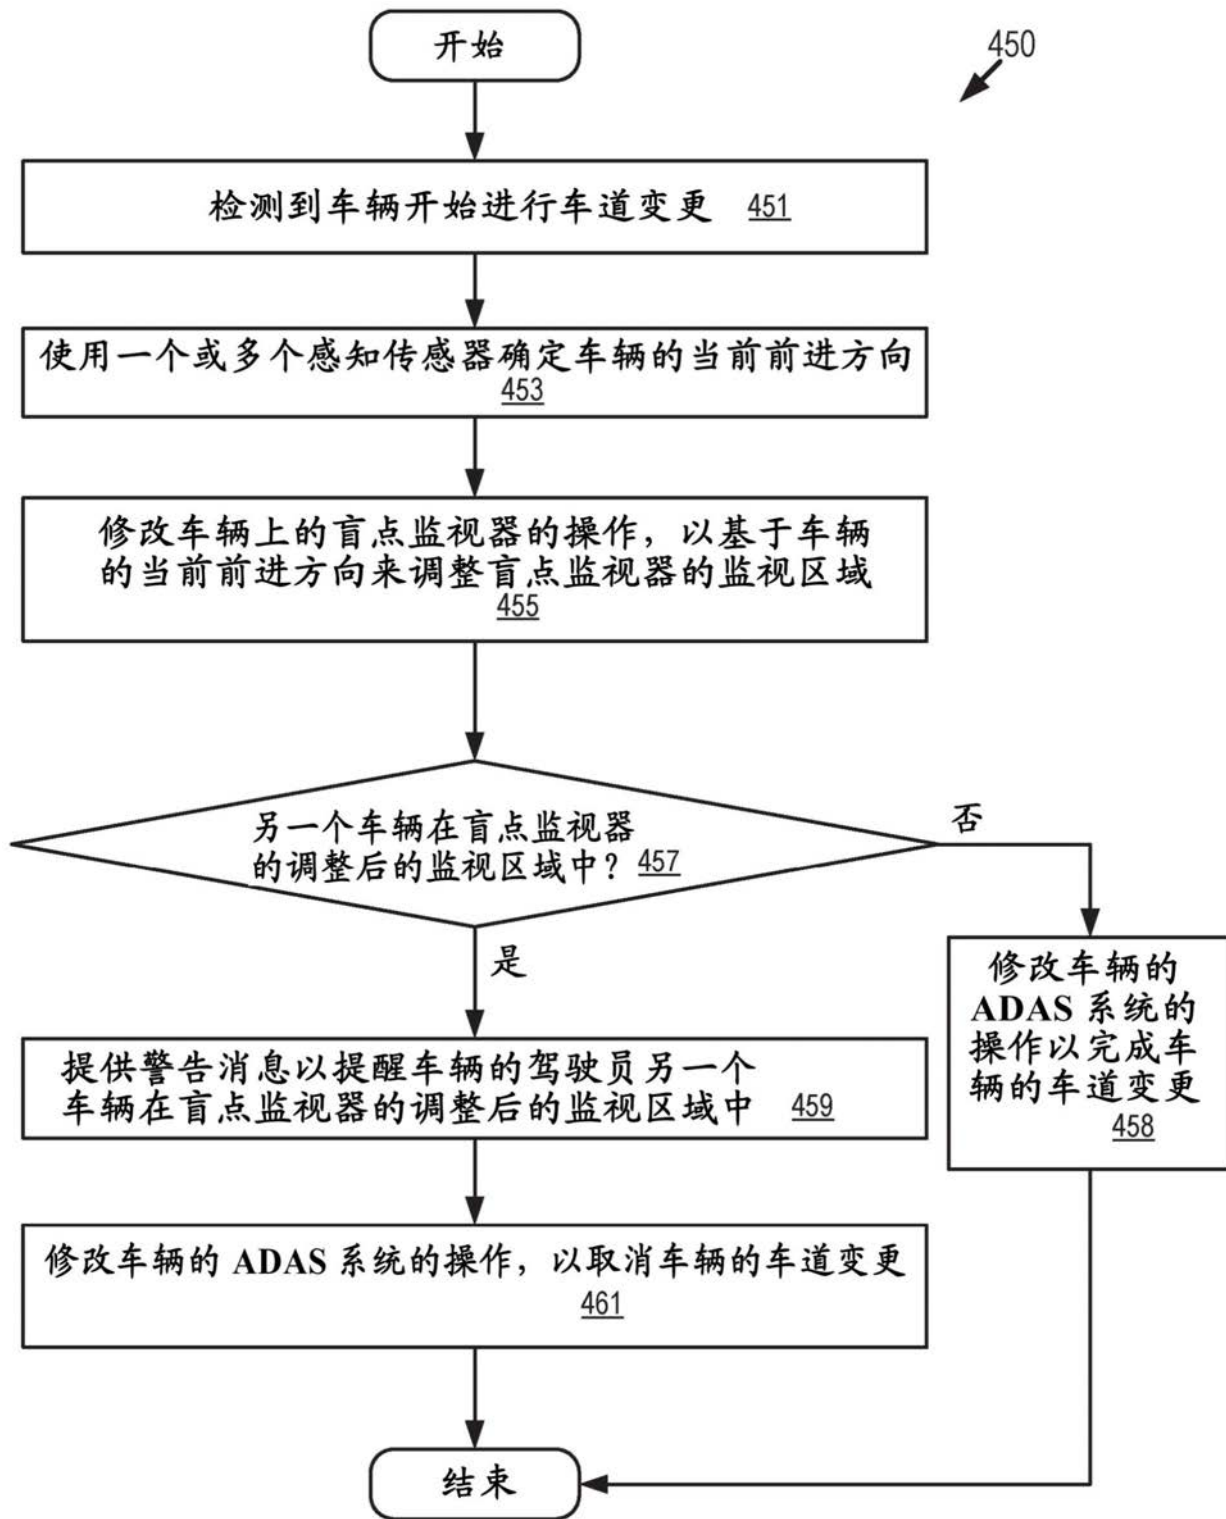 开始
450
检测到车辆开始进行车道变更 451
使用一个或多个感知传感器确定车辆的当前前进方向
453
修改车辆上的盲点监视器的操作，以基于车辆
的当前前进方向来调整盲点监视器的监视区域
455
另一个车辆在盲点监视器
的调整后的监视区域中？457
否
是
修改车辆的
ADAS 系统的
操作以完成车
辆的车道变更
458
提供警告消息以提醒车辆的驾驶员另一个
车辆在盲点监视器的调整后的监视区域中 459
修改车辆的 ADAS 系统的操作，以取消车辆的车道变更
461
结束